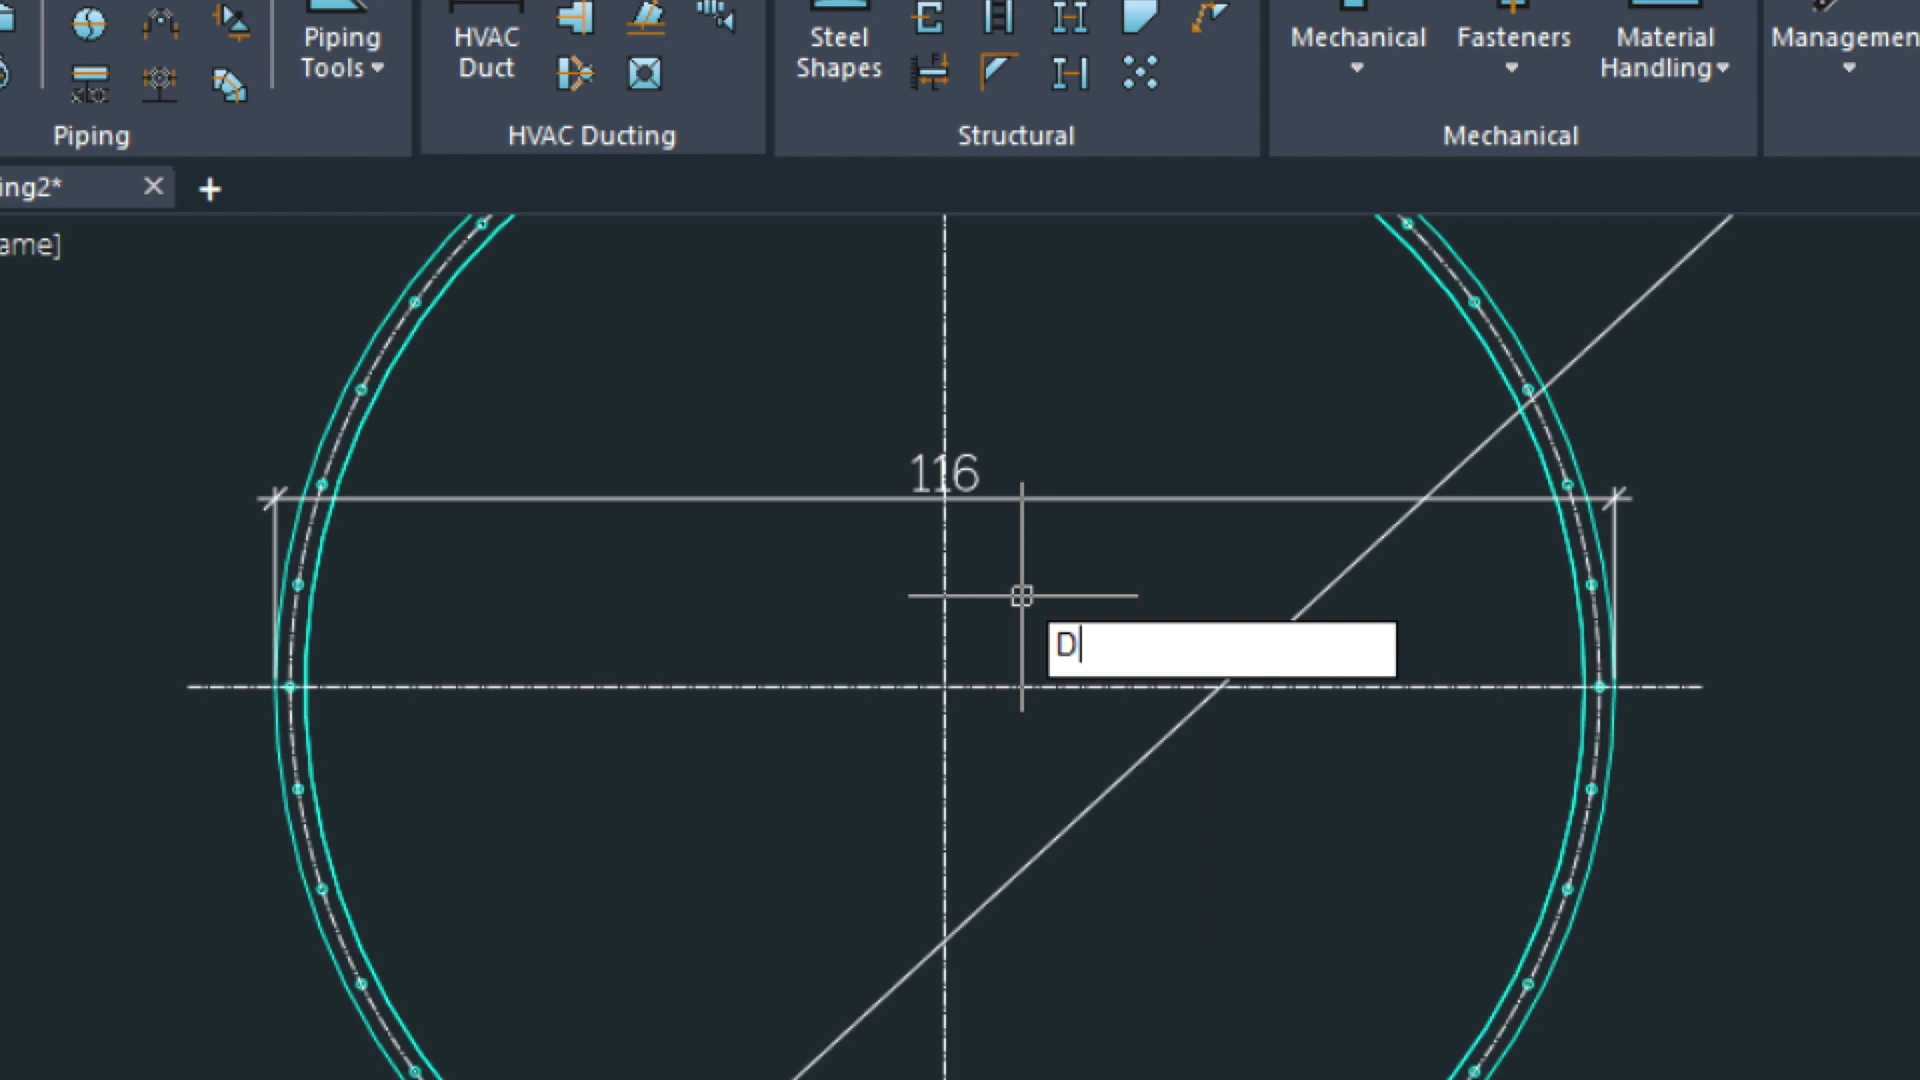 Piping
Tools
HVAC
Duct
Steel
Shapes
Mechanical
Fasteners
Material
Handling
Managemen
Piping
HVAC Ducting
Structural
Mechanical
ing2*
ame]
116
D